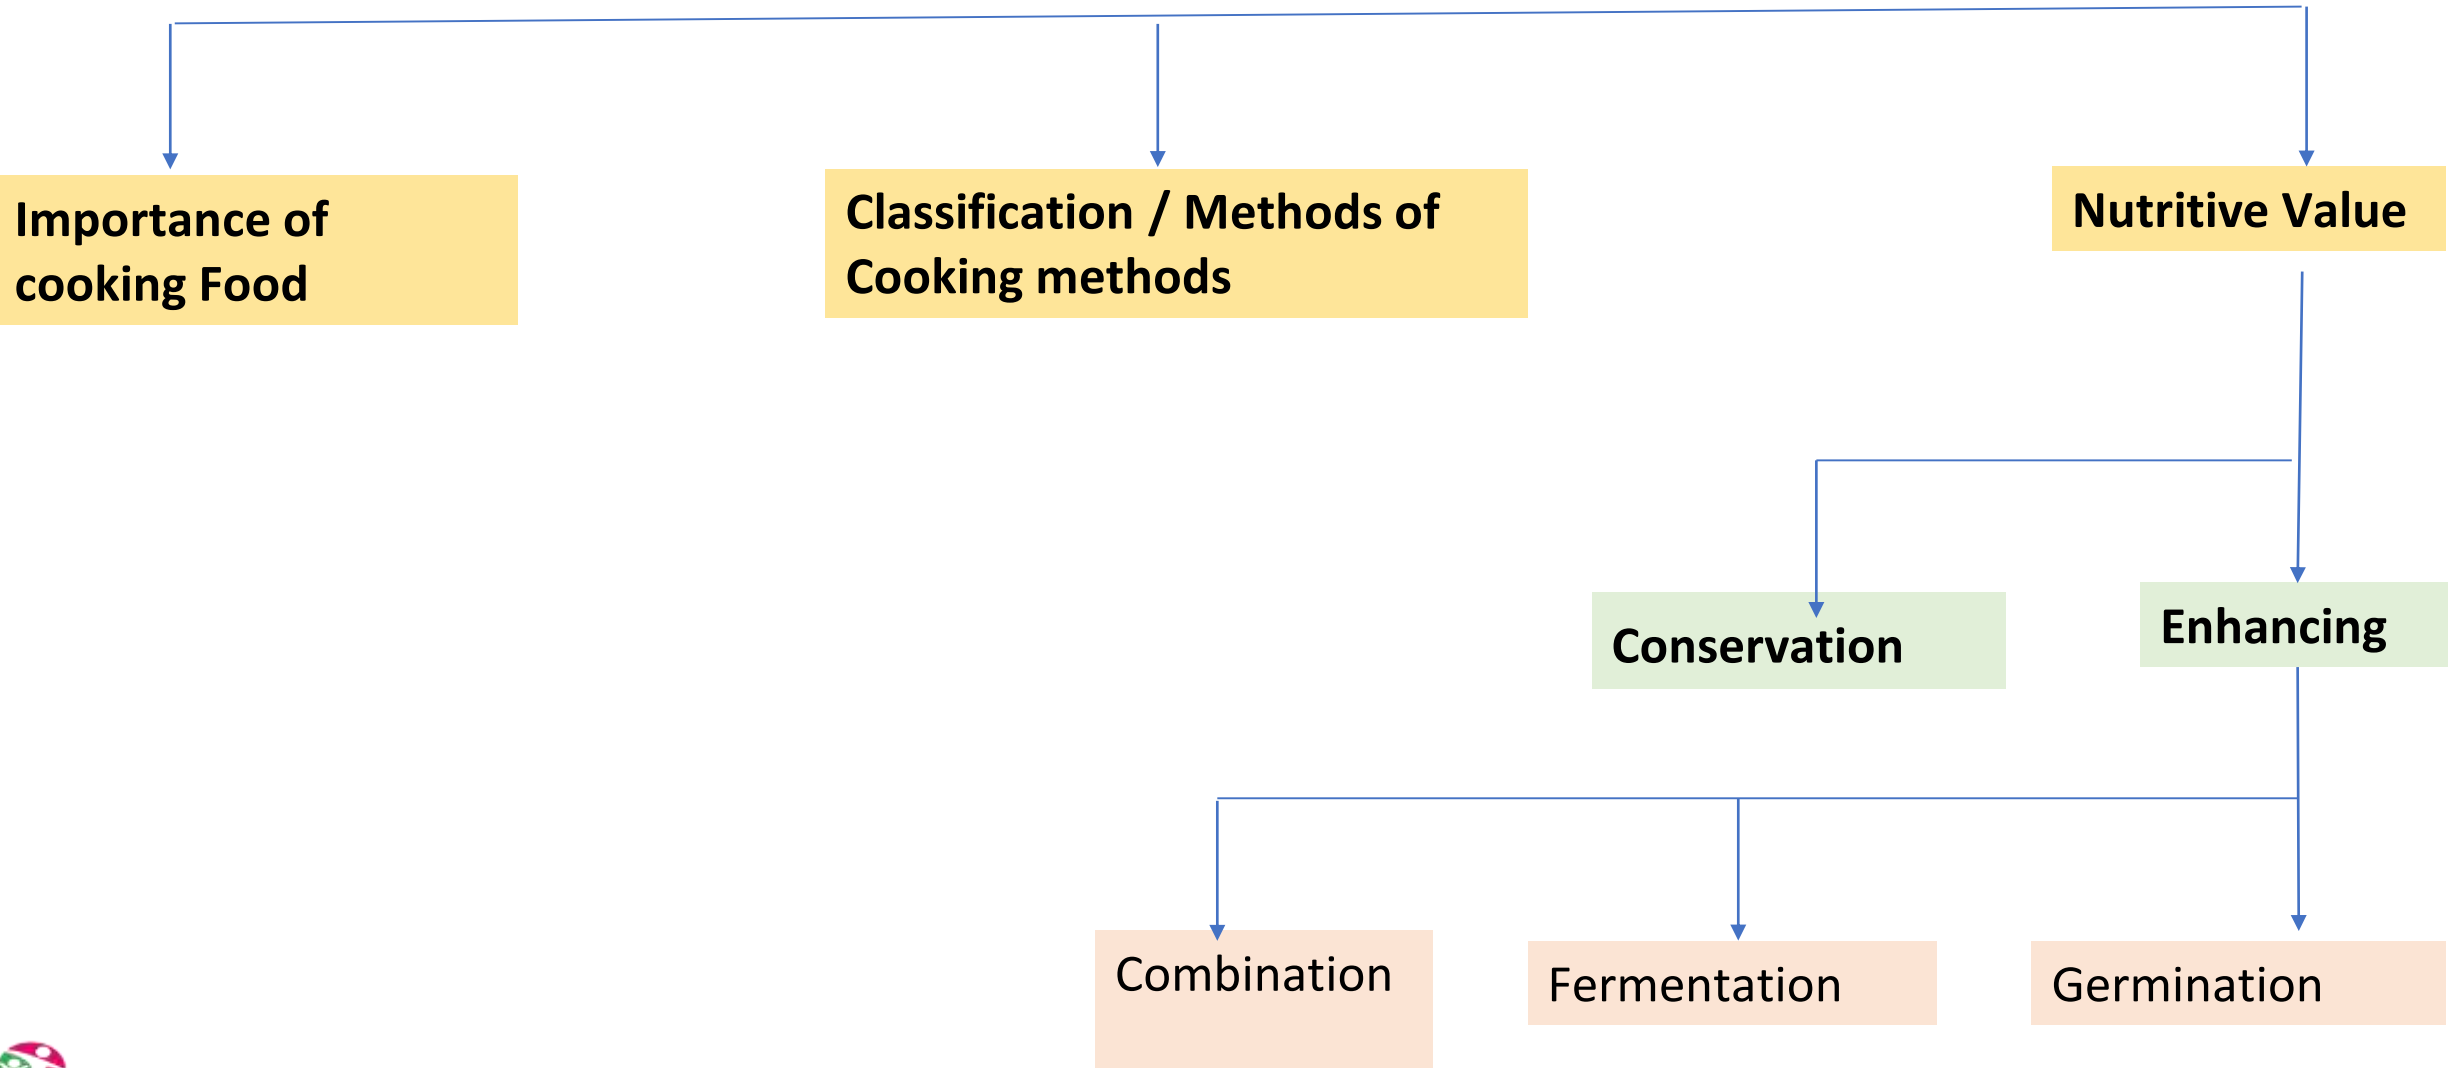 Importance of
cooking Food
Classification / Methods of
Cooking methods
Nutritive Value
Conservation
Enhancing
Combination
Fermentation
Germination